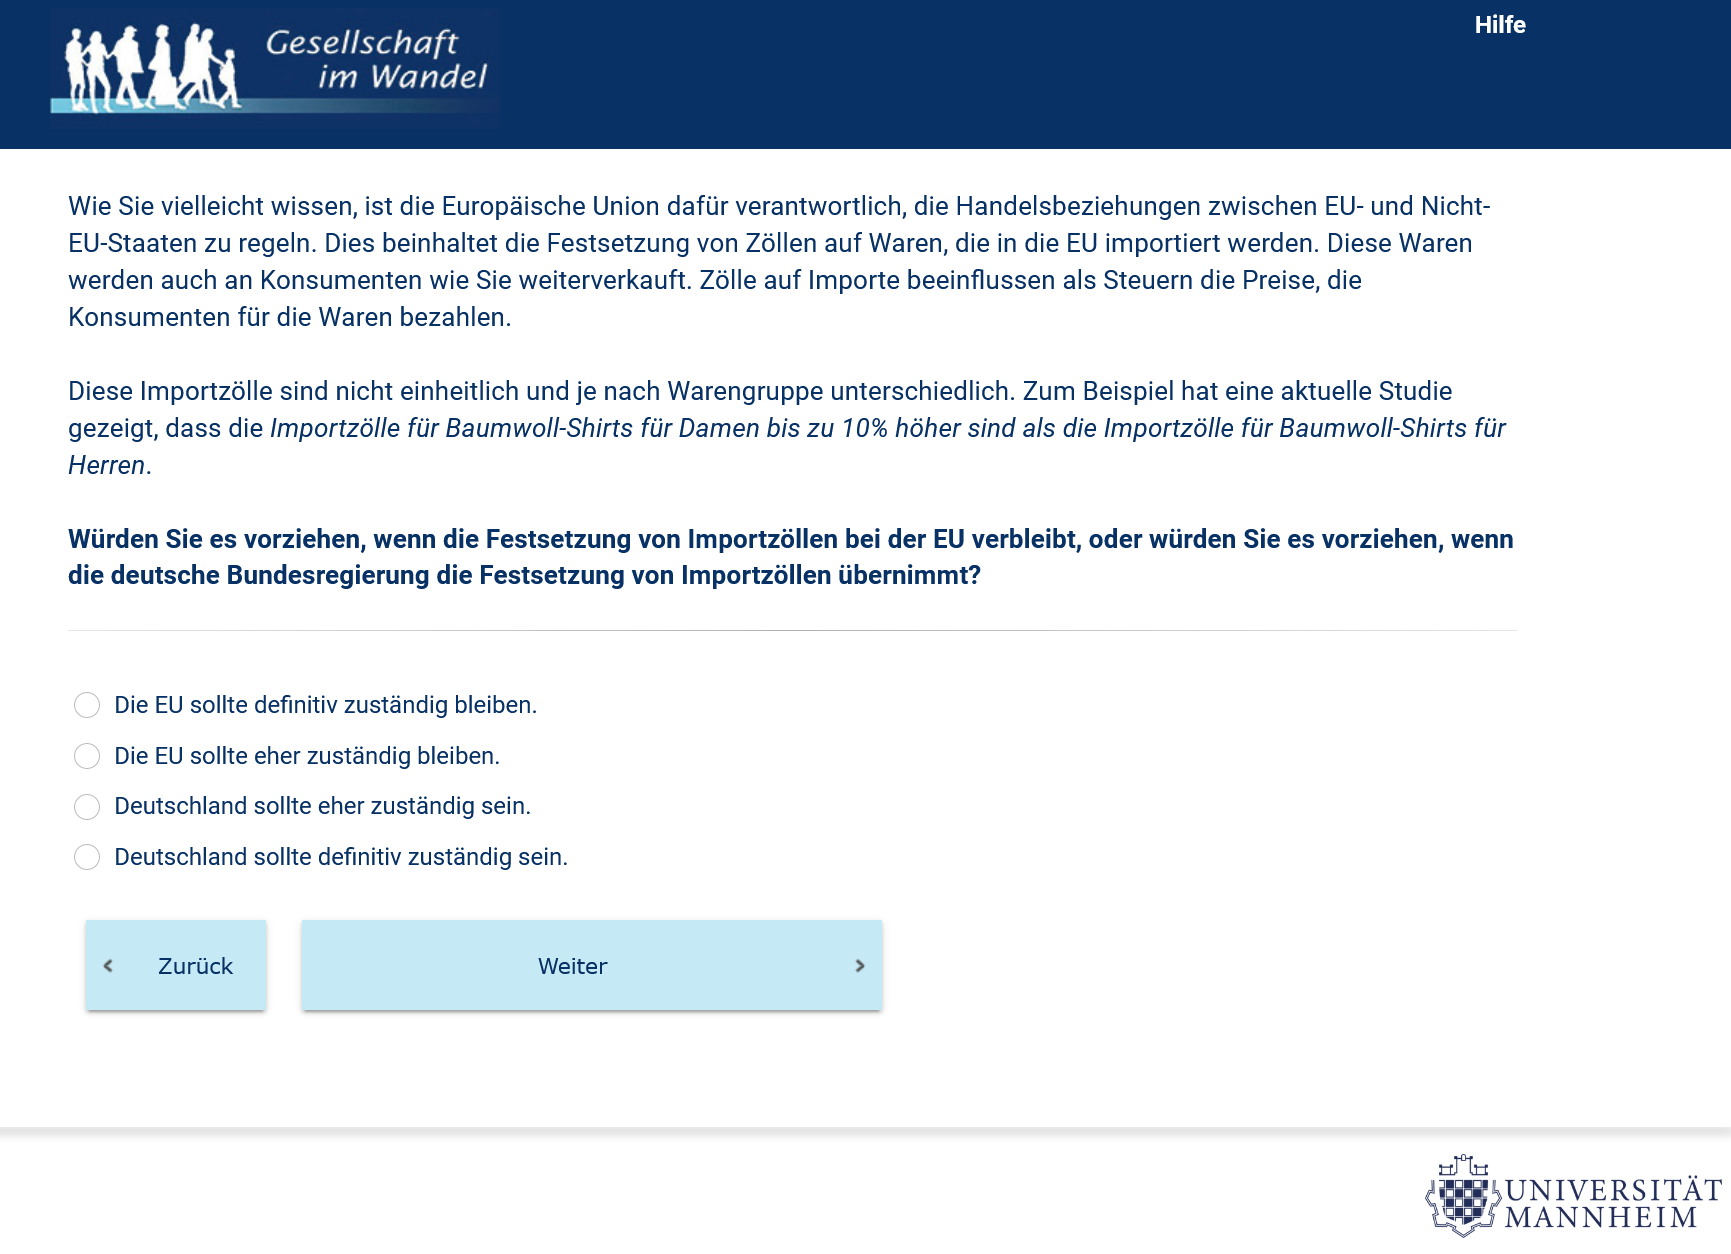 Gesellschaft
im Wandel
Hilfe
Wie Sie vielleicht wissen, ist die Europäische Union dafür verantwortlich, die Handelsbeziehungen zwischen EU- und Nicht-
EU-Staaten zu regeln. Dies beinhaltet die Festsetzung von Zöllen auf Waren, die in die EU importiert werden. Diese Waren
werden auch an Konsumenten wie Sie weiterverkauft. Zölle auf Importe beeinflussen als Steuern die Preise, die
Konsumenten für die Waren bezahlen.
Diese Importzölle sind nicht einheitlich und je nach Warengruppe unterschiedlich. Zum Beispiel hat eine aktuelle Studie
gezeigt, dass die Importzölle für Baumwoll-Shirts für Damen bis zu 10% höher sind als die Importzölle für Baumwoll-Shirts für
Herren.
Würden Sie es vorziehen, wenn die Festsetzung von Importzöllen bei der EU verbleibt, oder würden Sie es vorziehen, wenn
die deutsche Bundesregierung die Festsetzung von Importzöllen übernimmt?
Die EU sollte definitiv zuständig bleiben.
Die EU sollte eher zuständig bleiben.
Deutschland sollte eher zuständig sein.
Deutschland sollte definitiv zuständig sein.
Zurück
Weiter
UNIVERSITÄT
MANNHEIM